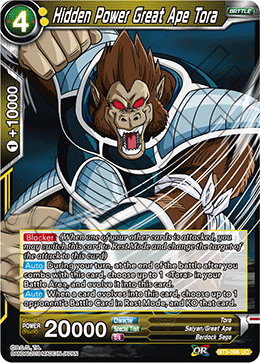 BATTLE
4
Hidden Power Great Ape Tora
1 +10000
Blocker (When one of your other cards is attacked, you
may switch this card to Rest Mode and change the target of
the attack to this card)
Auto During your turn, at the end of the battle after you
combo with this card, choose up to 1 <Tora> in your
Battle Area, and evolve it into this card.
Auto When a card evolves into this card, choose up to 1
opponent's Battle Card in Rest Mode, and KO that card.
POWER 20000
Character Tora
Special Trait Saiyan/Great Ape
Era Bardock Saga
BT3-096 UC